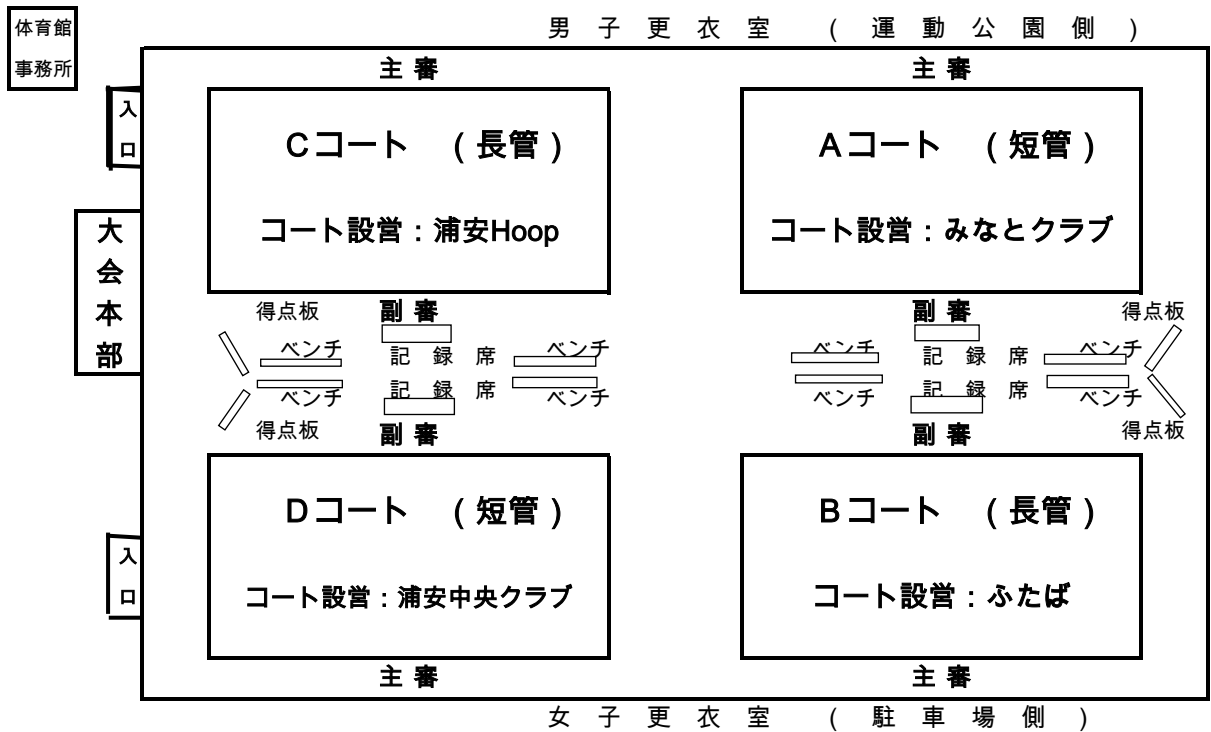 体育館
事務所
男子更衣室（運動公園側）
主審
主審
入口
Cコート （長管）
コート設営：浦安Hoop
Aコート （短管）
コート設営：みなとクラブ
大会本部
得点板
副審
副審
得点板
ベンチ
記録席
ベンチ
ベンチ
記録席
ベンチ
ベンチ
記録席
ベンチ
ベンチ
記録席
ベンチ
得点板
副審
副審
得点板
入口
Dコート （短管）
コート設営：浦安中央クラブ
Bコート （長管）
コート設営：ふたば
主審
主審
女子更衣室（駐車場側）